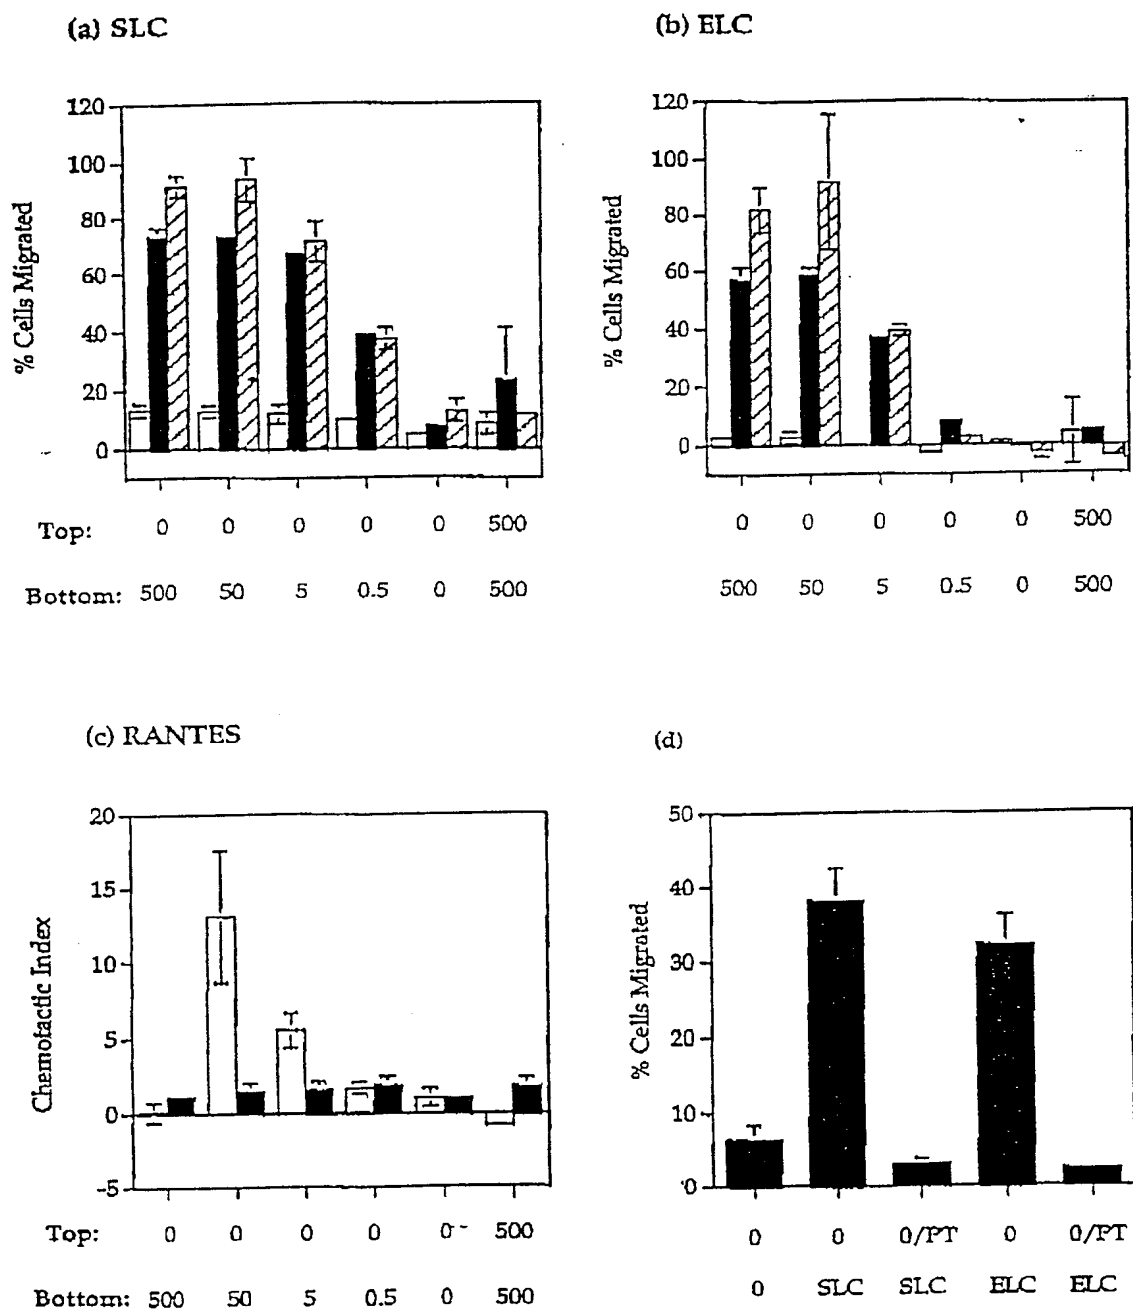 (a) SLC
(b) ELC
120
100
80
60
40
20
0
% Cells Migrated
Top: 0 0 0 0 0 500
Bottom: 500 50 5 0.5 0 500
120
100
80
60
40
20
0
% Cells Migrated
0 0 0 0 0 500
500 50 5 0.5 0 500
(c) RANTES
(d)
20
15
10
5
0
-5
Chemotactic Index
Top: 0 0 0 0 0 500
Bottom: 500 50 5 0.5 0 500
50
40
30
20
10
0
% Cells Migrated
0 0 0/PT 0 0/PT
0 SLC SLC ELC ELC